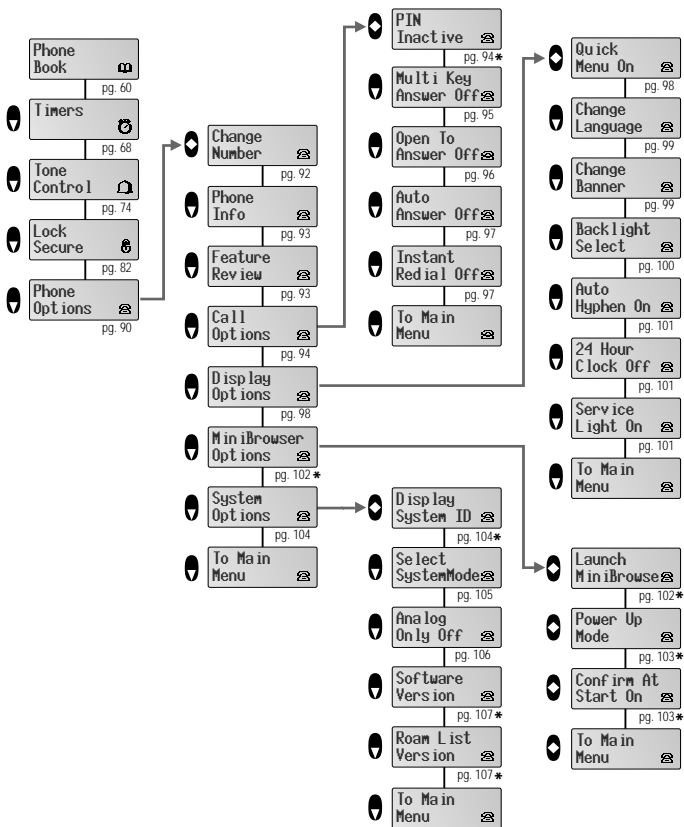 Phone
Book
pg. 60
Timers
pg. 68
Tone
Control
pg. 74
Lock
Secure
pg. 82
Phone
Options
pg. 90
Change
Number
pg. 92
Phone
Info
pg. 93
Feature
Review
pg. 93
Call
Options
pg. 94
Display
Options
pg. 98
MiniBrowser
Options
pg. 102*
System
Options
pg. 104
To Main
Menu
PIN
Inactive
pg. 94*
Multi Key
Answer Off
pg. 95
Open To
Answer Off
pg. 96
Auto
Answer Off
pg. 97
Instant
Redial Off
pg. 97
To Main
Menu
Quick
Menu On
pg. 98
Change
Language
pg. 99
Change
Banner
pg. 99
Backlight
Select
pg. 100
Auto
Hyphen On
pg. 101
24 Hour
Clock Off
pg. 101
Service
Light On
pg. 101
To Main
Menu
Display
System ID
pg. 104*
Select
SystemMode
pg. 105
Analog
Only Off
pg. 106
Software
Version
pg. 107*
Roam List
Version
pg. 107*
To Main
Menu
Launch
MiniBrowse
pg. 102*
Power Up
Mode
pg. 103*
Confirm At
Start On
pg. 103*
To Main
Menu